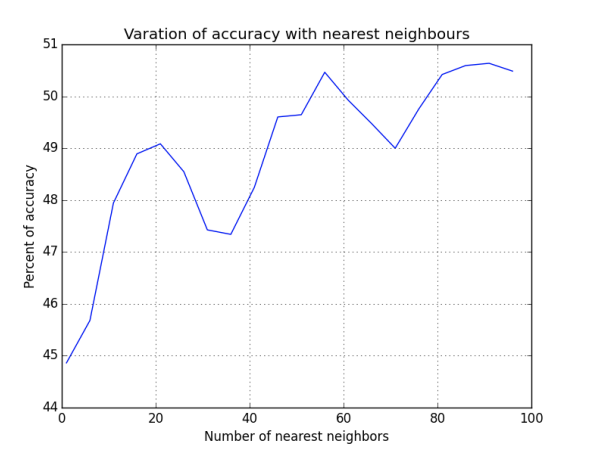 Varation of accuracy with nearest neighbours
51
50
49
48
47
46
45
44
Percent of accuracy
0 20 40 60 80 100
Number of nearest neighbors